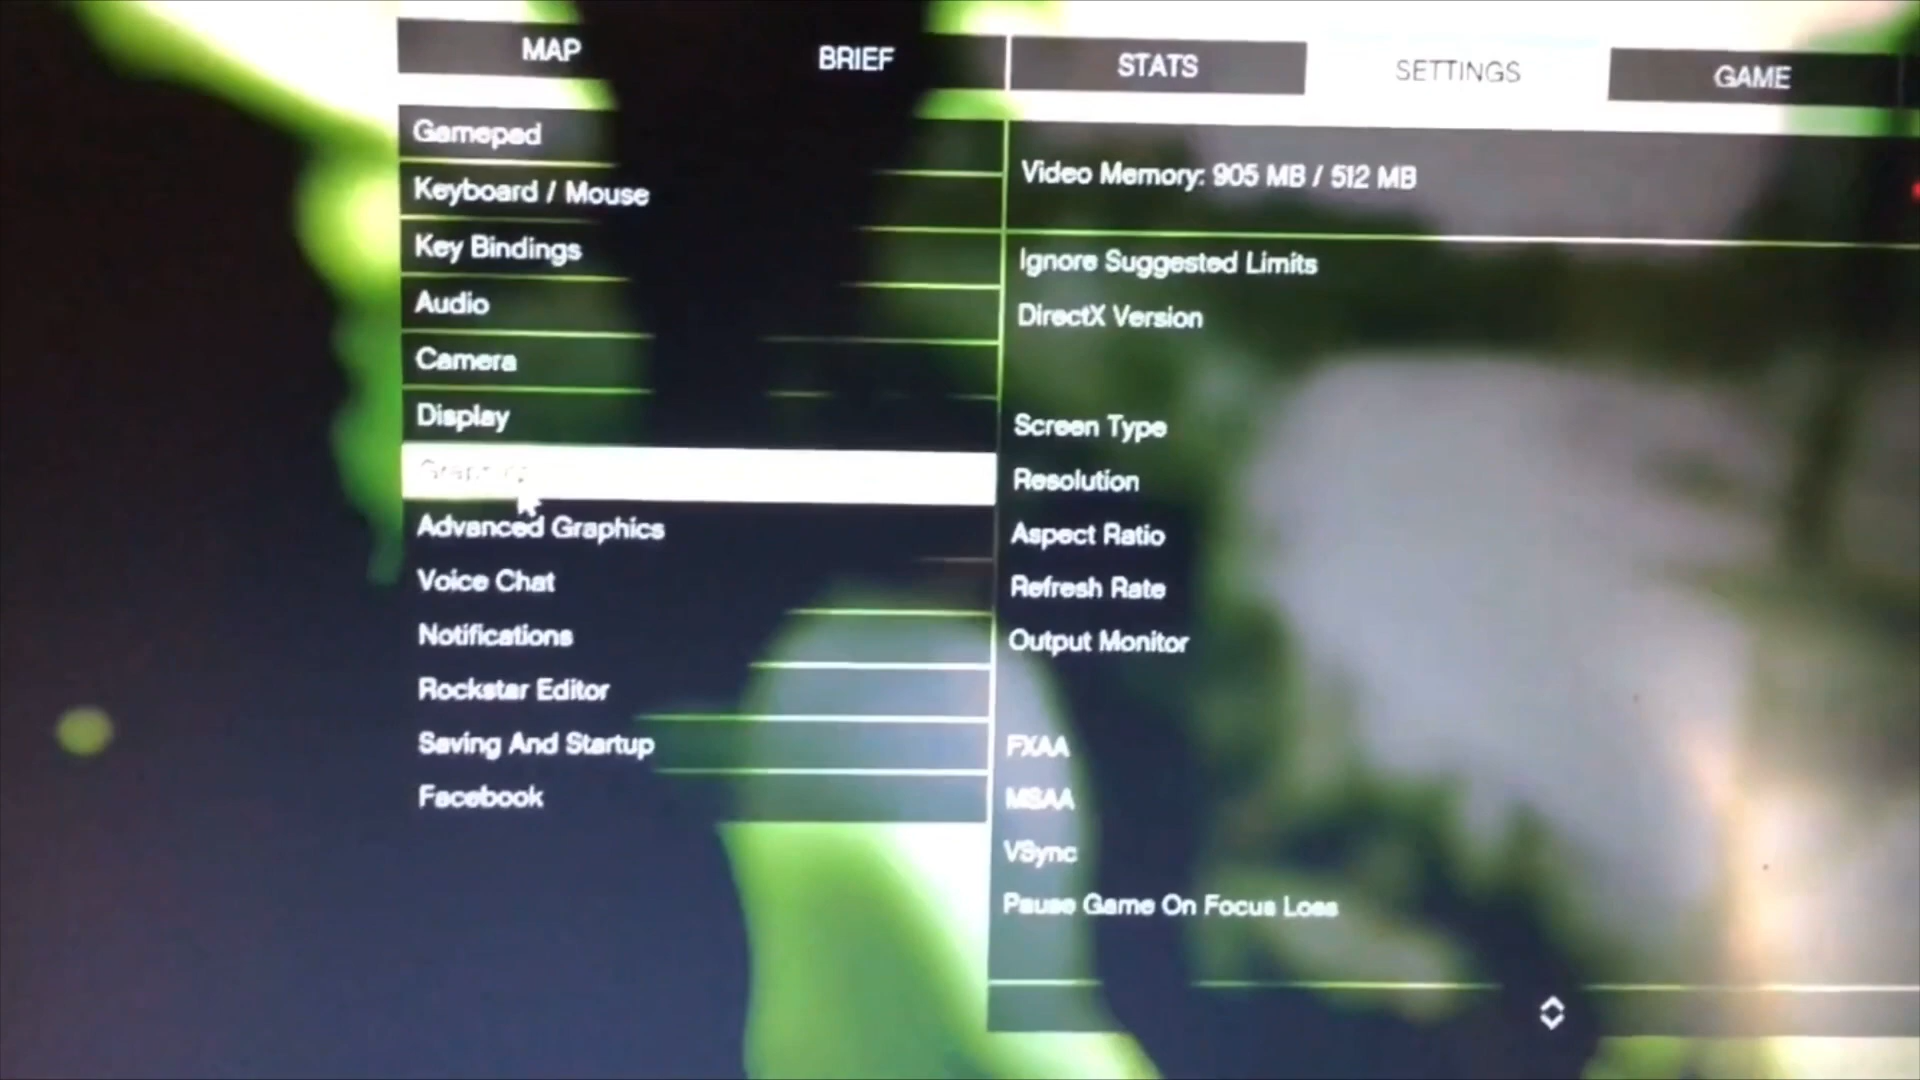 MAP
BRIEF
STATS
SETTINGS
GAME
Gamepad
Keyboard / Mouse
Key Bindings
Audio
Camera
Display
Graphics
Advanced Graphics
Voice Chat
Notifications
Rockstar Editor
Saving And Startup
Facebook
Video Memory: 905 MB / 512 MB
Ignore Suggested Limits
DirectX Version
Screen Type
Resolution
Aspect Ratio
Refresh Rate
Output Monitor
FXAA
MSAA
VSync
Pause Game On Focus Loss